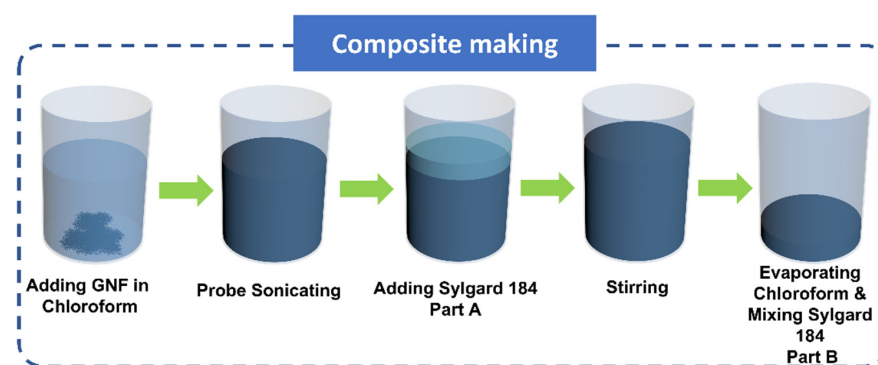 Composite making
Adding GNF in
Chloroform
Probe Sonicating
Adding Sylgard 184
Part A
Stirring
Evaporating
Chloroform &
Mixing Sylgard
184
Part B